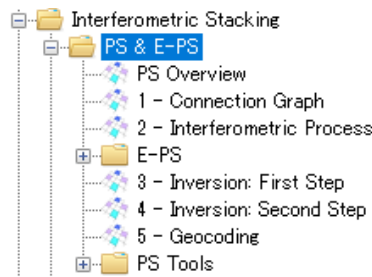 Interferometric Stacking
PS & E-PS
PS Overview
1 - Connection Graph
2 - Interferometric Process
E-PS
3 - Inversion: First Step
4 - Inversion: Second Step
5 - Geocoding
PS Tools